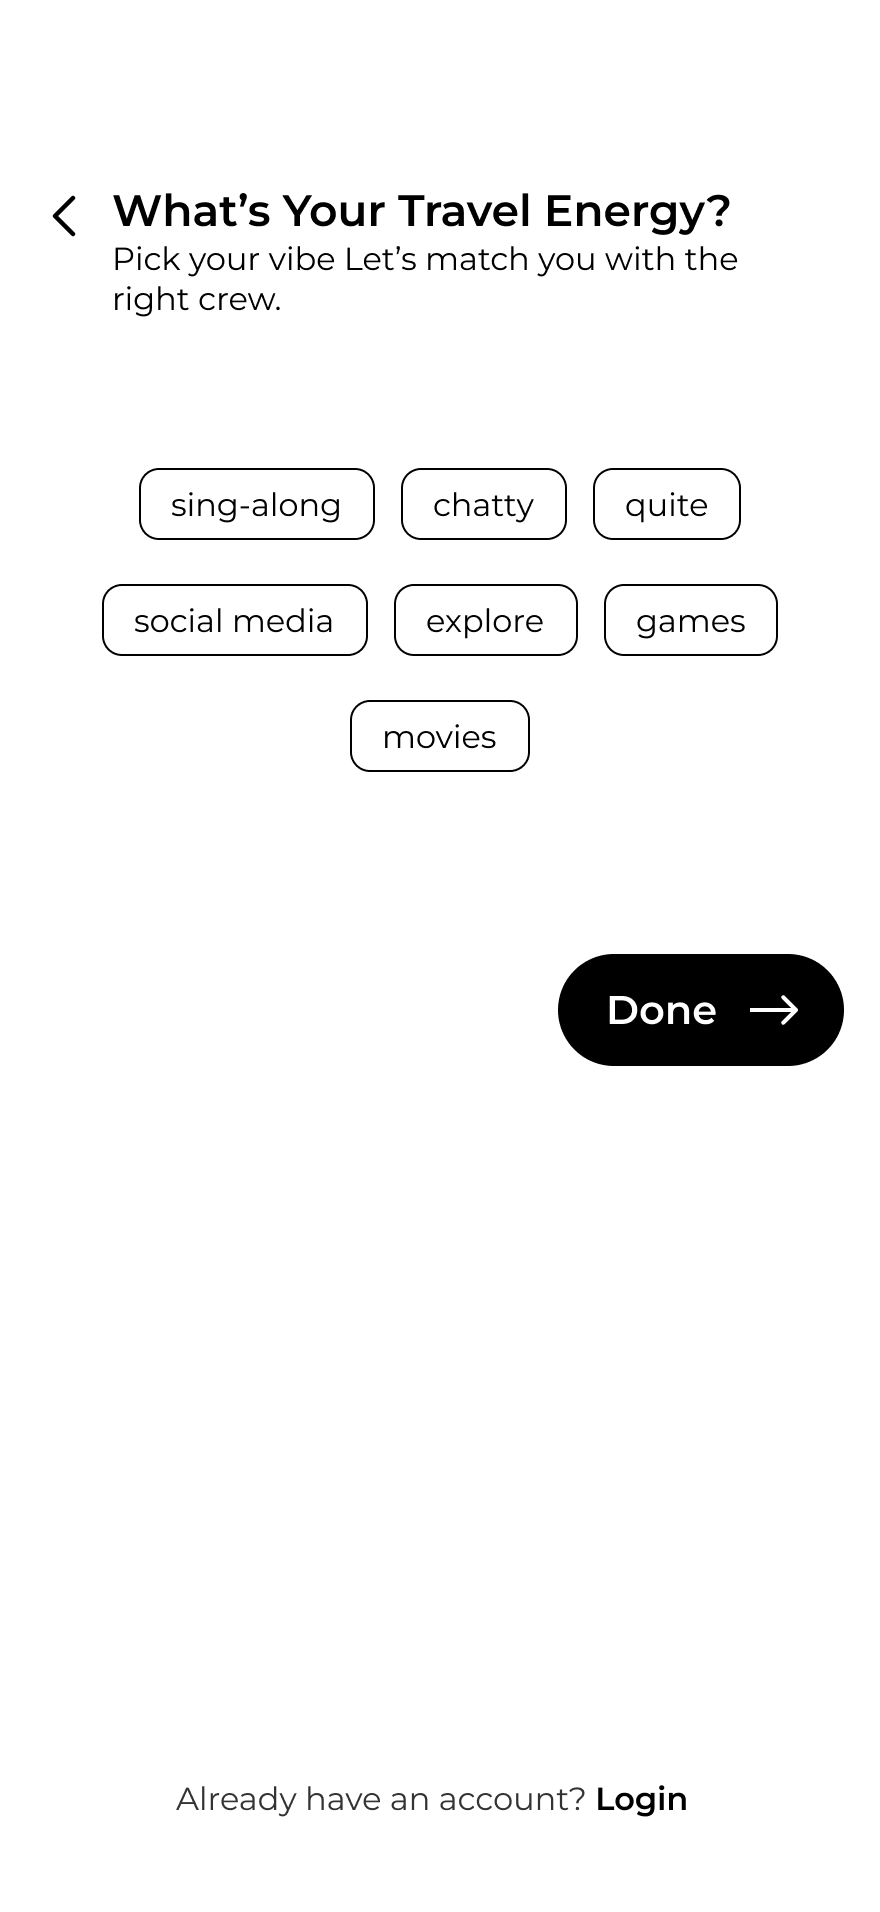 What’s Your Travel Energy?
Pick your vibe Let’s match you with the
right crew.
sing-along chatty quite
social media explore games
movies
Done
Already have an account? Login